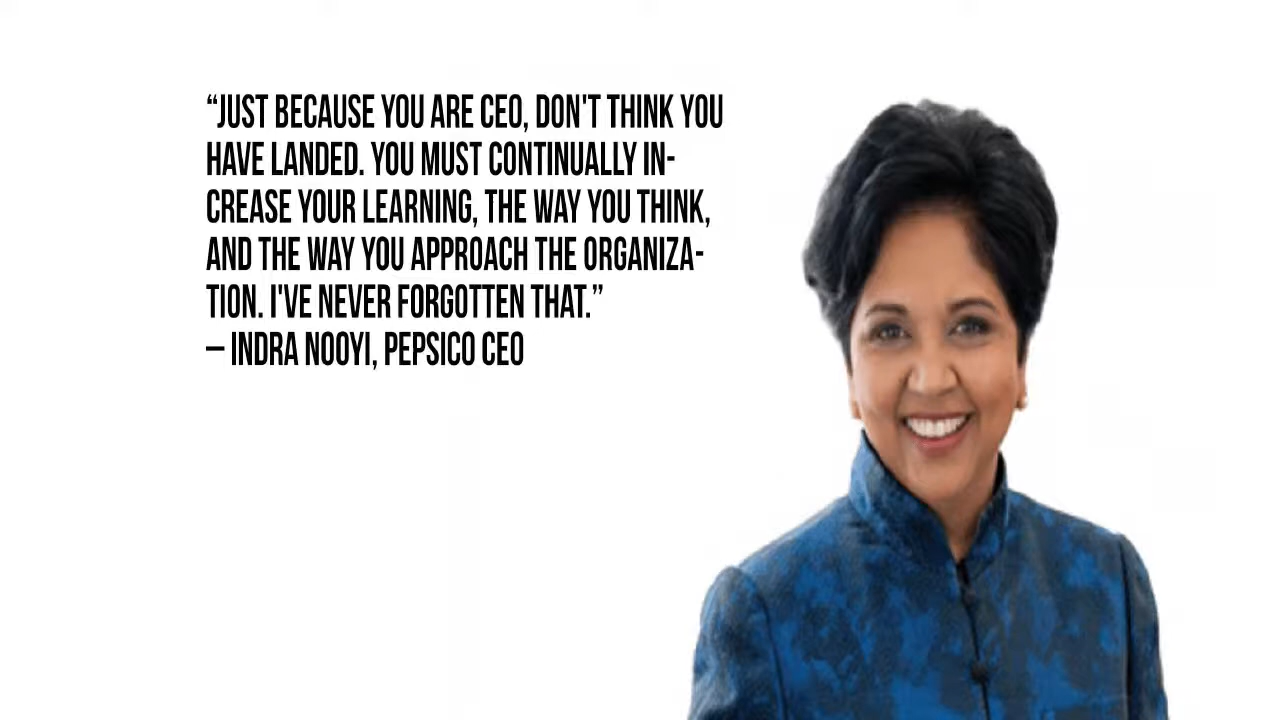 “JUST BECAUSE YOU ARE CEO, DON'T THINK YOU
HAVE LANDED. YOU MUST CONTINUALLY IN-
CREASE YOUR LEARNING, THE WAY YOU THINK,
AND THE WAY YOU APPROACH THE ORGANIZA-
TION. I'VE NEVER FORGOTTEN THAT.”
– INDRA NOOYI, PEPSICO CEO